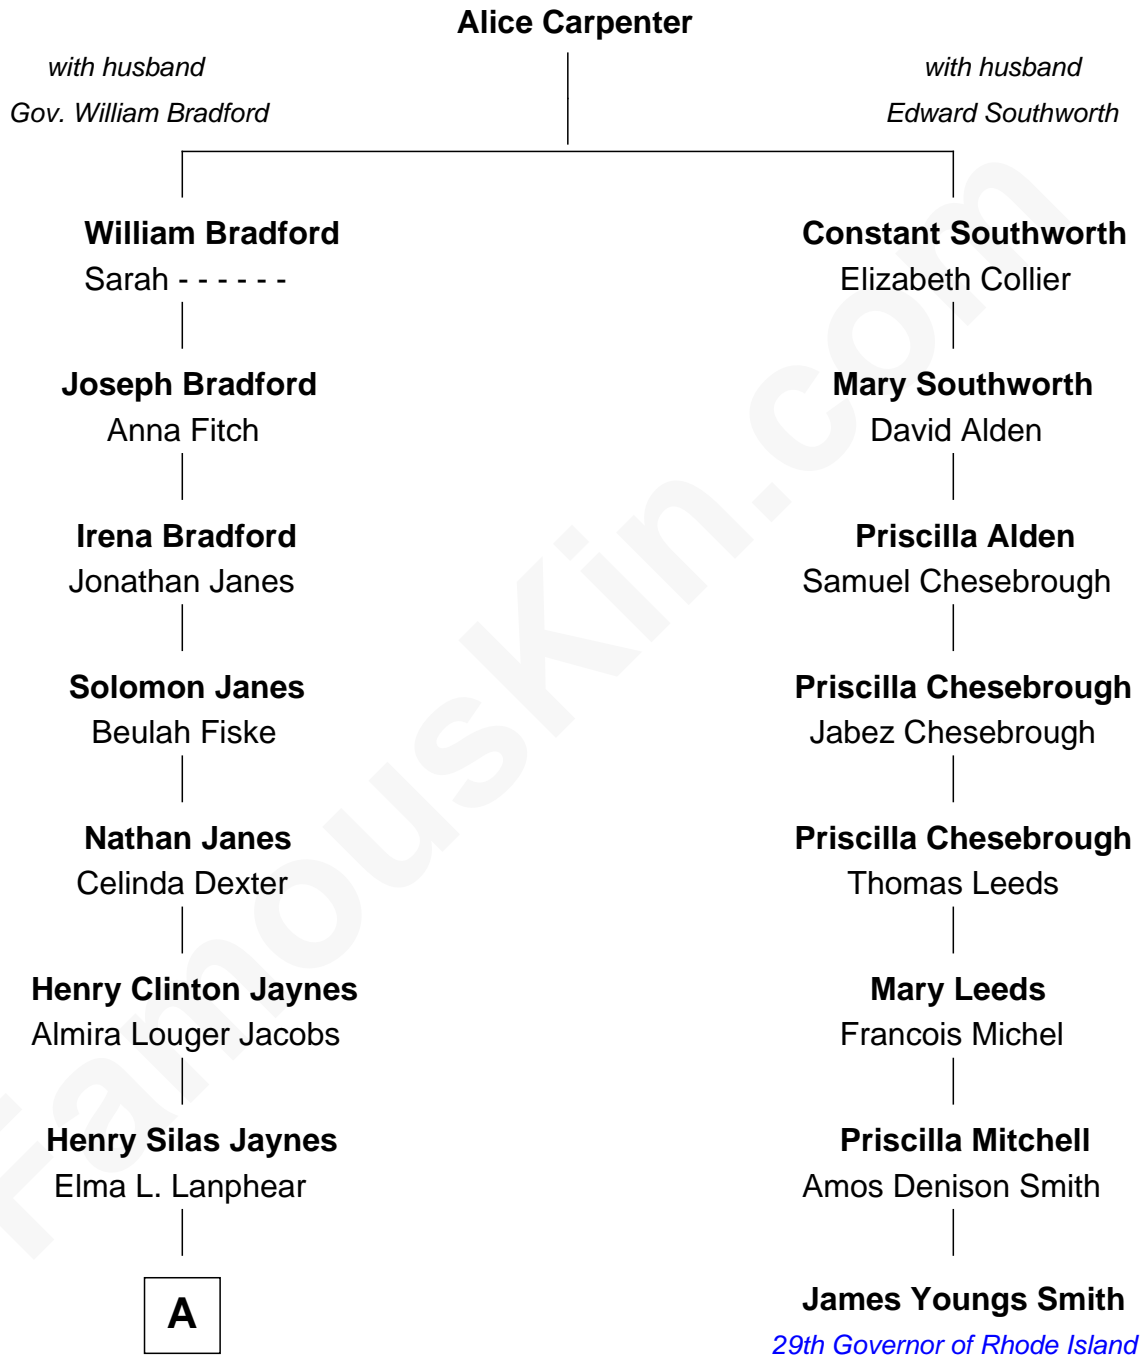 Alice Carpenter
with husband
Gov. William Bradford
with husband
Edward Southworth
William Bradford
Sarah - - - - - -
Constant Southworth
Elizabeth Collier
Joseph Bradford
Anna Fitch
Mary Southworth
David Alden
Irena Bradford
Jonathan Janes
Priscilla Alden
Samuel Chesebrough
Solomon Janes
Beulah Fiske
Priscilla Chesebrough
Jabez Chesebrough
Nathan Janes
Celinda Dexter
Priscilla Chesebrough
Thomas Leeds
Henry Clinton Jaynes
Almira Louger Jacobs
Mary Leeds
Francois Michel
Henry Silas Jaynes
Elma L. Lanphear
Priscilla Mitchell
Amos Denison Smith
A
James Youngs Smith
29th Governor of Rhode Island
FamousKin.com